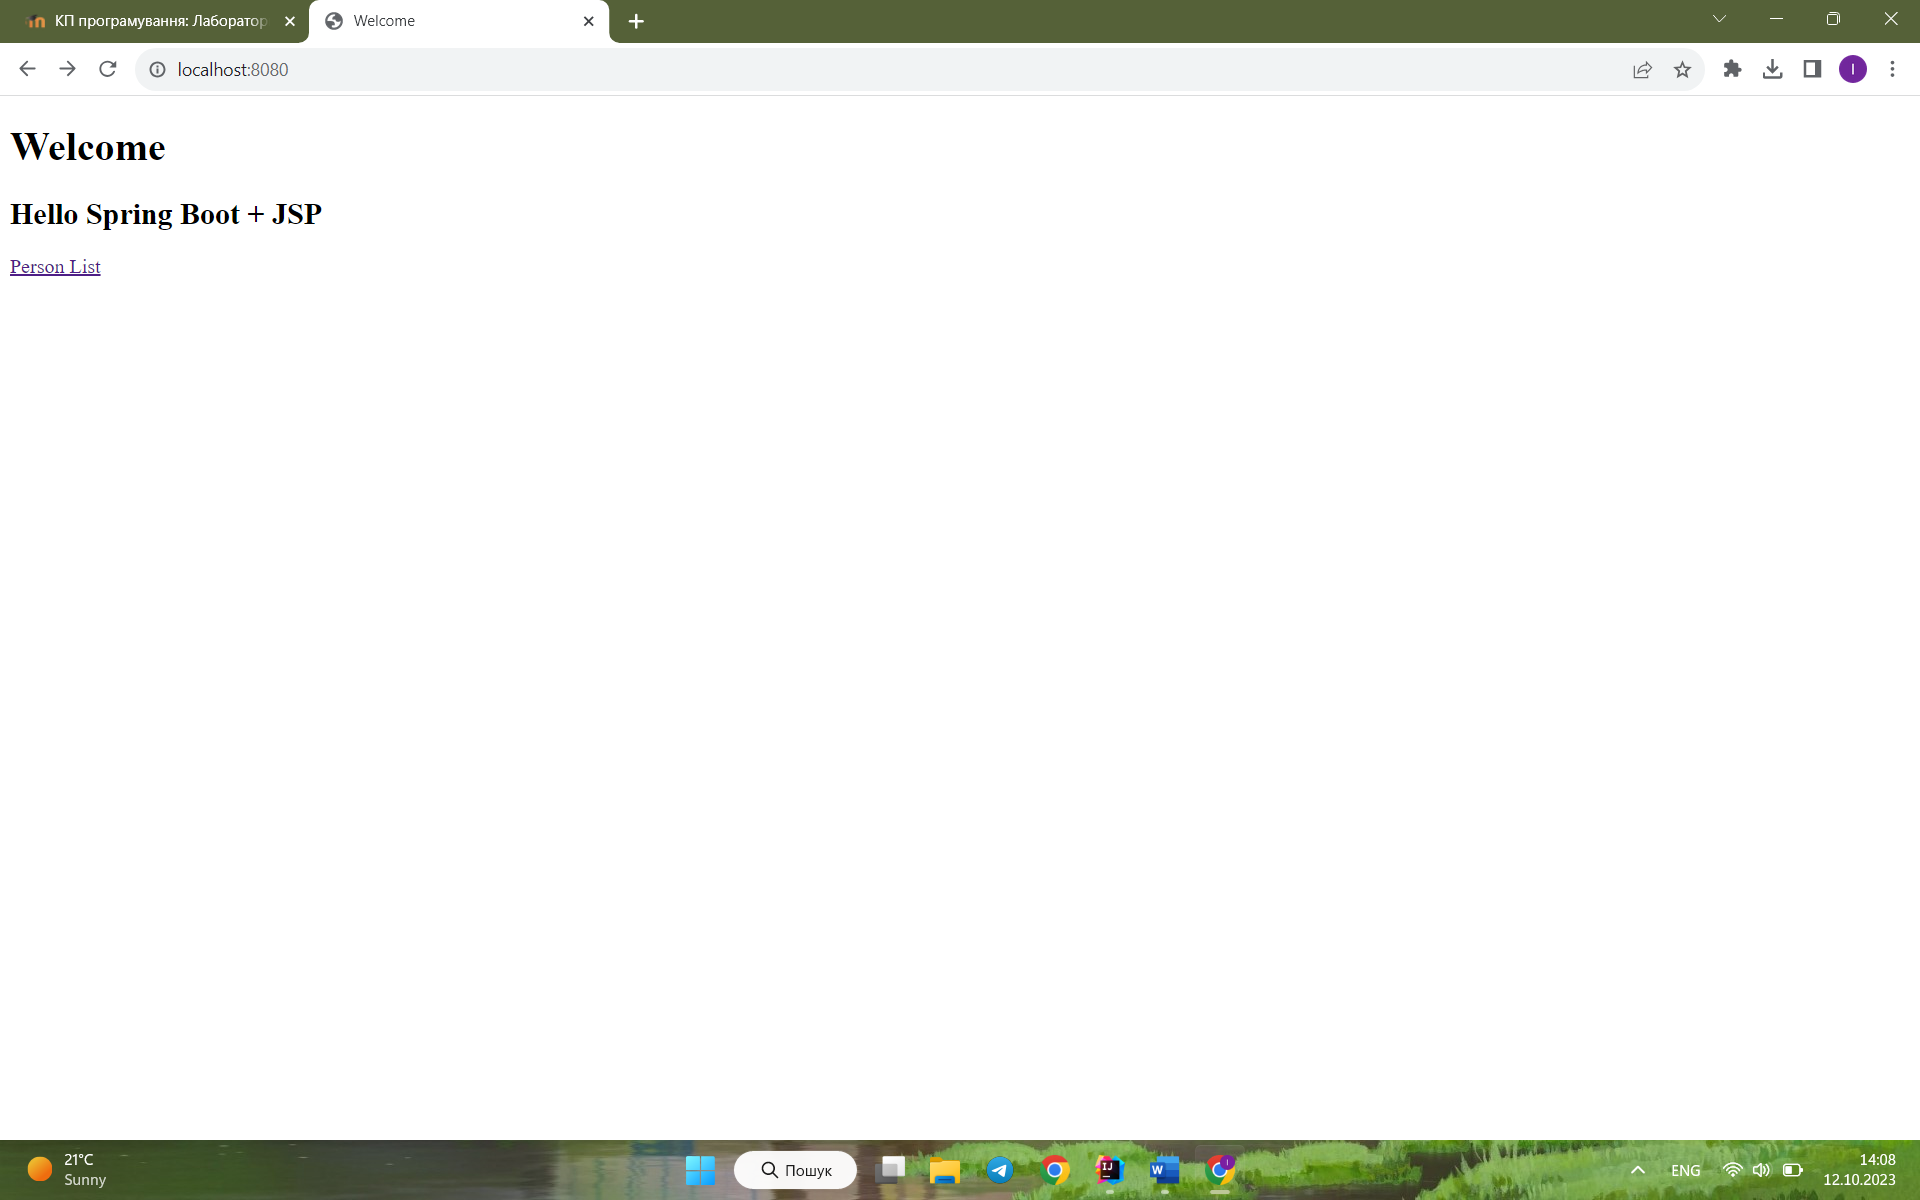 КП програмування: Лаборатор
Welcome
localhost:8080
I
Welcome
Hello Spring Boot + JSP
Person List
21°C
Sunny
Пошук
ENG
14:08
12.10.2023